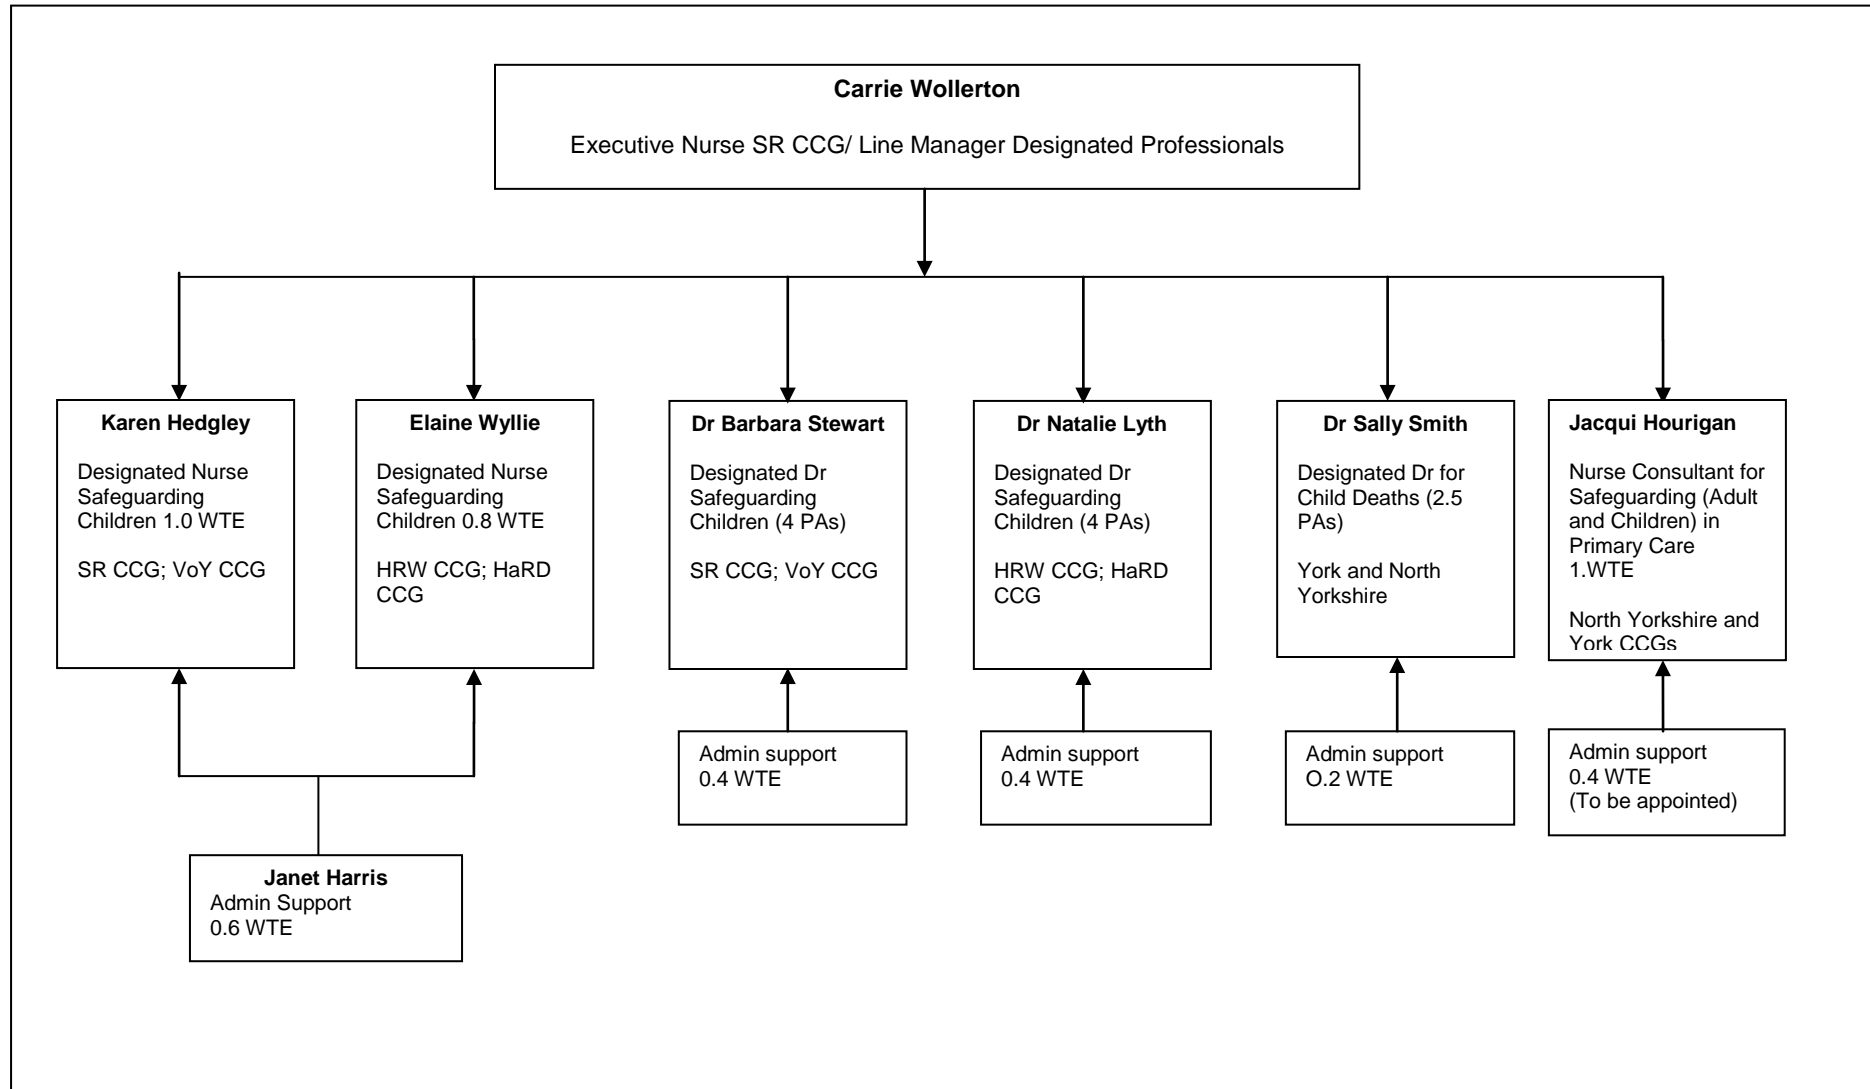 Carrie Wollerton
Executive Nurse SR CCG/ Line Manager Designated Professionals
Karen Hedgley
Designated Nurse
Safeguarding
Children 1.0 WTE
SR CCG; VoY CCG
Elaine Wyllie
Designated Nurse
Safeguarding
Children 0.8 WTE
HRW CCG; HaRD
CCG
Dr Barbara Stewart
Designated Dr
Safeguarding
Children (4 PAs)
SR CCG; VoY CCG
Dr Natalie Lyth
Designated Dr
Safeguarding
Children (4 PAs)
HRW CCG; HaRD
CCG
Dr Sally Smith
Designated Dr for
Child Deaths (2.5
PAs)
York and North
Yorkshire
Jacqui Hourigan
Nurse Consultant for
Safeguarding (Adult
and Children) in
Primary Care
1.WTE
North Yorkshire and
York CCGs
Admin support
0.4 WTE
Admin support
0.4 WTE
Admin support
O.2 WTE
Admin support
0.4 WTE
(To be appointed)
Janet Harris
Admin Support
0.6 WTE